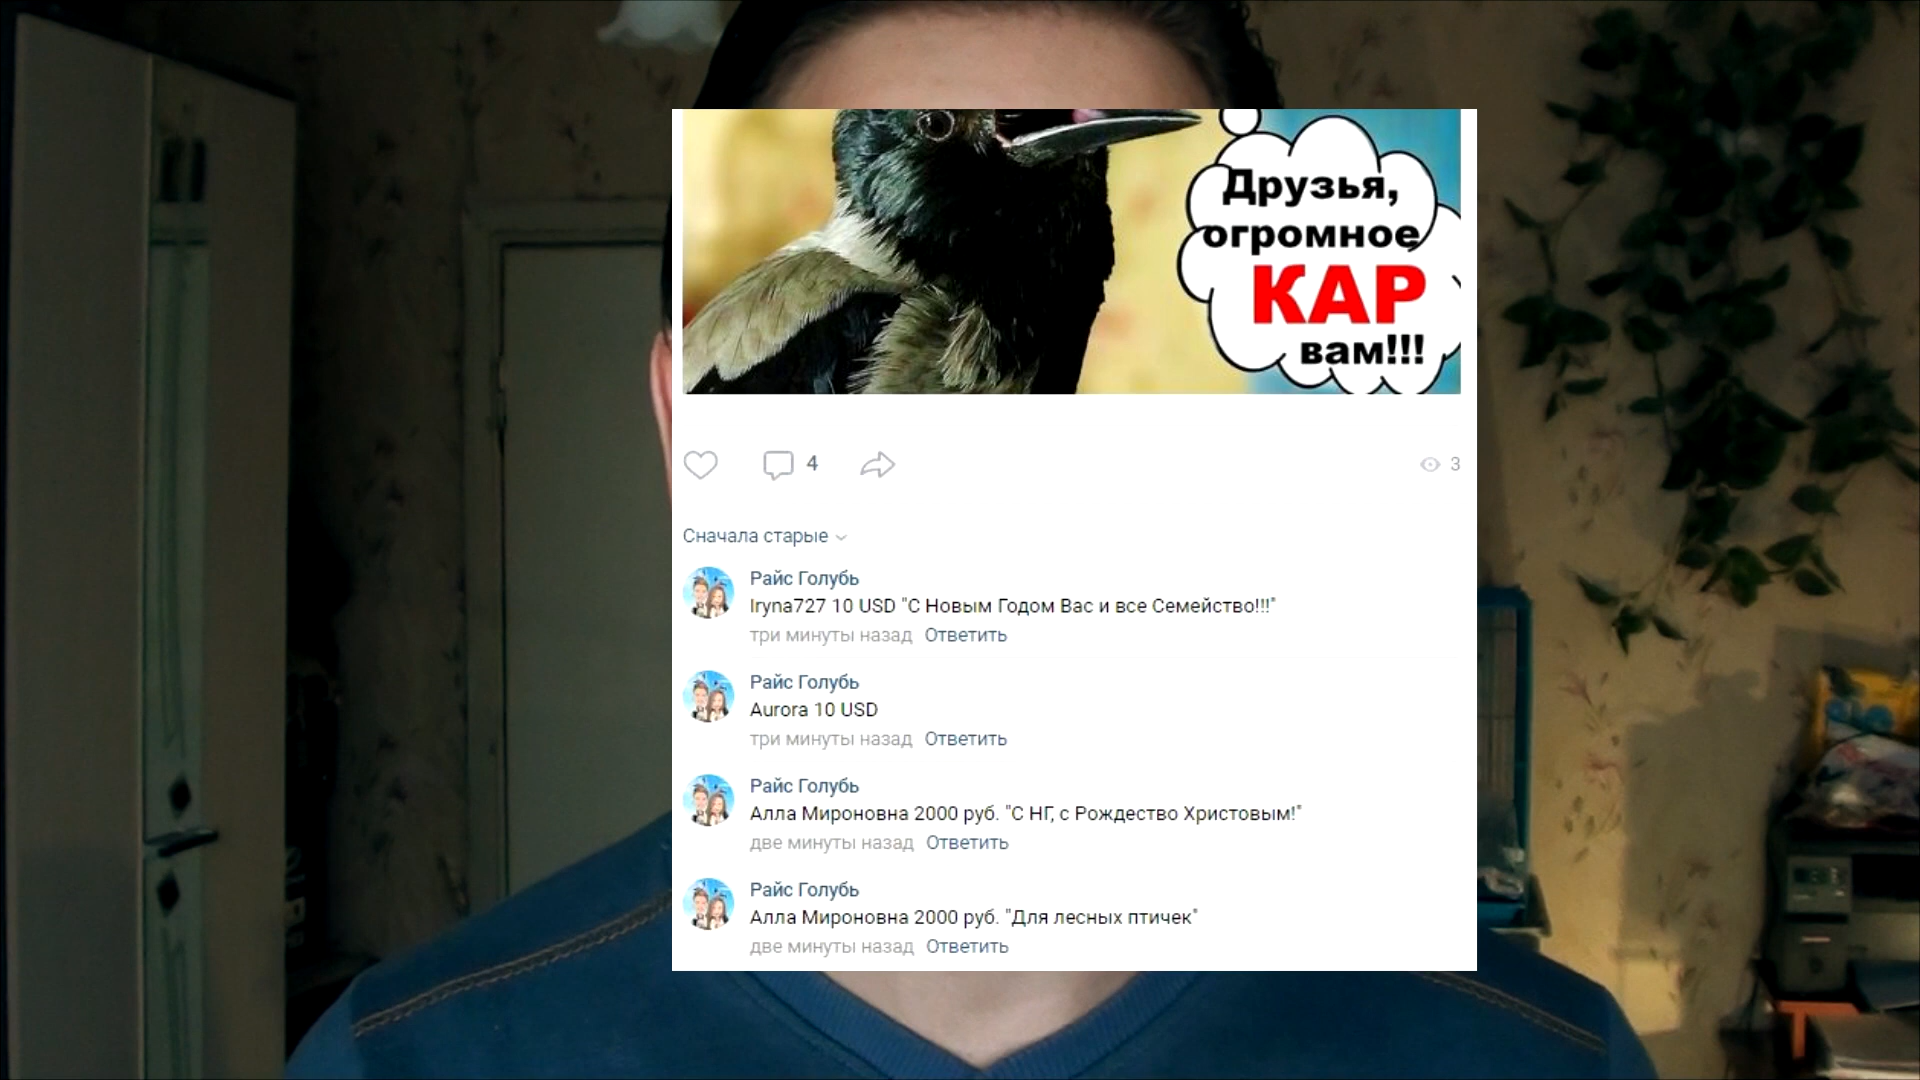 Друзья,
огромное
КАР
вам!!!
4
3
Сначала старые
Райс Голубь
Iryna727 10 USD "С Новым Годом Вас и все Семейство!!!"
три минуты назад Ответить
Райс Голубь
Aurora 10 USD
три минуты назад Ответить
Райс Голубь
Алла Мироновна 2000 руб. "С НГ, с Рождество Христовым!"
две минуты назад Ответить
Райс Голубь
Алла Мироновна 2000 руб. "Для лесных птичек"
две минуты назад Ответить